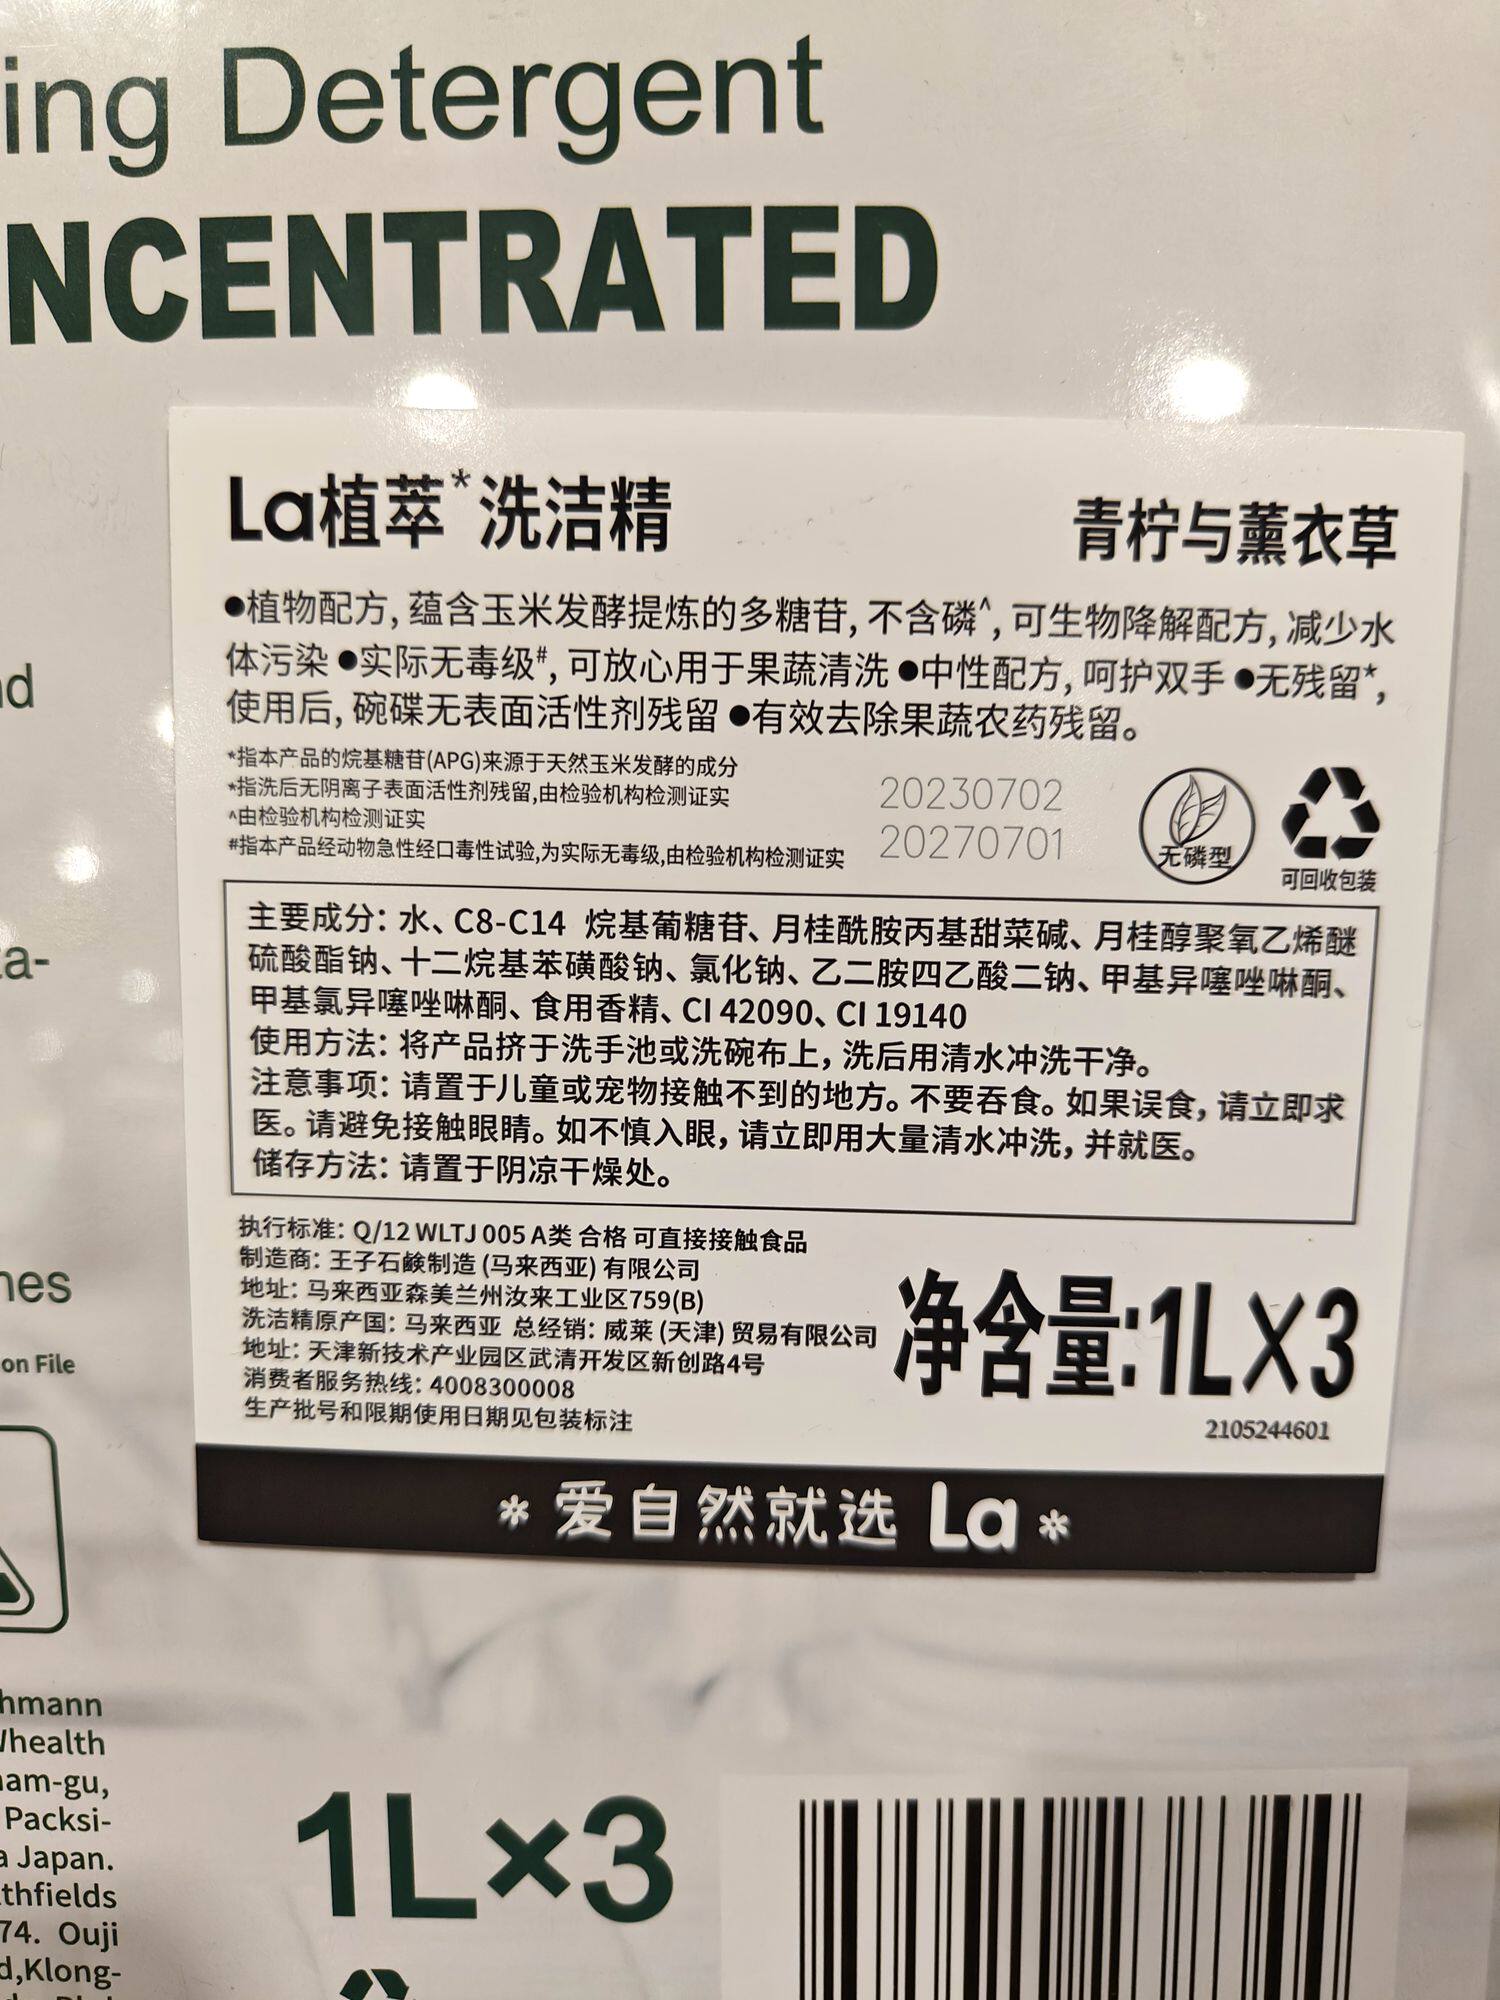 ing Detergent
NCENTRATED
La植萃*洗洁精
青柠与薰衣草
●植物配方, 蕴含玉米发酵提炼的多糖苷, 不含磷^, 可生物降解配方, 减少水
体污染 ●实际无毒级#, 可放心用于果蔬清洗 ●中性配方, 呵护双手 ●无残留*,
使用后, 碗碟无表面活性剂残留 ●有效去除果蔬农药残留。
*指本产品的烷基糖苷(APG)来源于天然玉米发酵的成分
*指洗后无阴离子表面活性剂残留,由检验机构检测证实
^由检验机构检测证实
#指本产品经动物急性经口毒性试验,为实际无毒级,由检验机构检测证实
20230702
20270701
无磷型
可回收包装
主要成分: 水、C8-C14 烷基葡糖苷、月桂酰胺丙基甜菜碱、月桂醇聚氧乙烯醚
硫酸酯钠、十二烷基苯磺酸钠、氯化钠、乙二胺四乙酸二钠、甲基异噻唑啉酮、
甲基氯异噻唑啉酮、食用香精、CI 42090、CI 19140
使用方法: 将产品挤于洗手池或洗碗布上, 洗后用清水冲洗干净。
注意事项: 请置于儿童或宠物接触不到的地方。不要吞食。如果误食, 请立即求
医。请避免接触眼睛。如不慎入眼, 请立即用大量清水冲洗, 并就医。
储存方法: 请置于阴凉干燥处。
执行标准: Q/12 WLTJ 005 A类 合格 可直接接触食品
制造商: 王子石鹸制造 (马来西亚) 有限公司
地址: 马来西亚森美兰州汝来工业区759(B)
洗洁精原产国: 马来西亚 总经销: 威莱 (天津) 贸易有限公司
地址: 天津新技术产业园区武清开发区新创路4号
消费者服务热线: 4008300008
生产批号和限期使用日期见包装标注
净含量:1L×3
2105244601
*爱自然就选 La*
nd
ta-
nes
on File
hmann
health
nam-gu,
Packsi-
a Japan.
thfields
74. Ouji
d,Klong-
1L×3